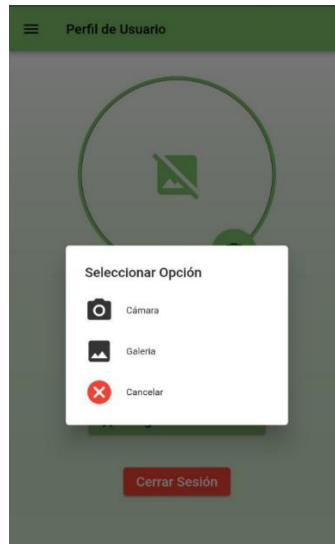 Perfil de Usuario
Seleccionar Opción
Cámara
Galeria
Cancelar
Cerrar Sesión